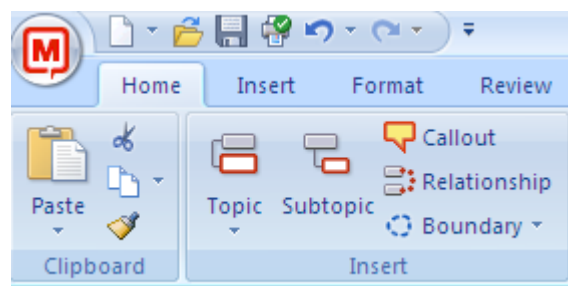 M
Home Insert Format Review
Paste
Topic
Subtopic
Callout
Relationship
Boundary
Clipboard
Insert